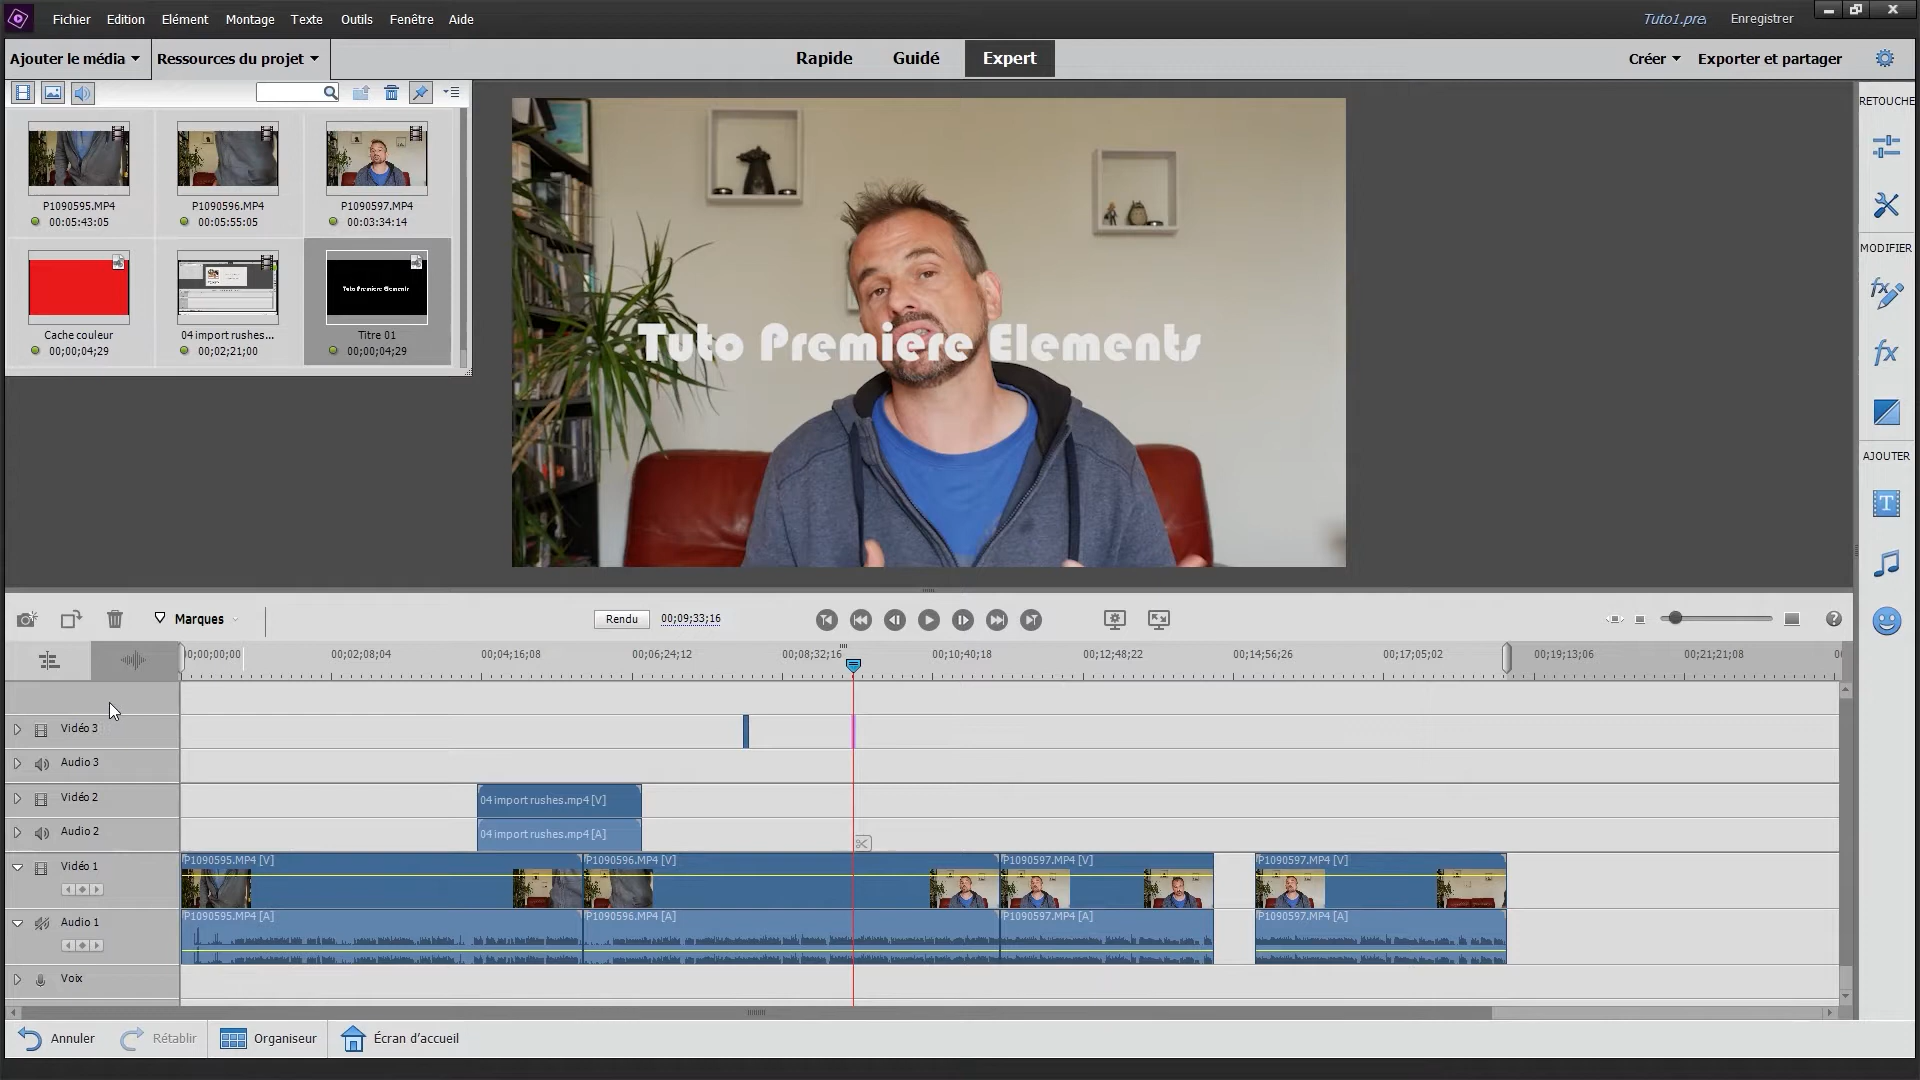 Fichier Edition Elément Montage Texte Outils Fenêtre Aide
Tuto1.pre
Enregistrer
Ajouter le média
Ressources du projet
Rapide Guidé Expert
Créer
Exporter et partager
RETOUCHE
MODIFIER
AJOUTER
P1090595.MP4 P1090596.MP4 P1090597.MP4
00:05:43:05 00:05:55:05 00:03:34:14
Tuto Premiere Elements
Cache couleur 04 import rushes... Titre 01
00;00;04;29 00;02;21;00 00;00;04;29
Tuto Premiere Elements
Marques
Rendu
00;09;33;16
00;02;08;04 00;04;16;08 00;06;24;12 00;08;32;16 00;10;40;18 00;12;48;22 00;14;56;26 00;17;05;02 00;19;13;06 00;21;21;08
Vidéo 3
Audio 3
Vidéo 2
04 import rushes.mp4 [V]
Audio 2
04 import rushes.mp4 [A]
Vidéo 1
P1090595.MP4 [V] P1090596.MP4 [V] P1090597.MP4 [V] P1090597.MP4 [V]
Audio 1
P1090595.MP4 [A] P1090596.MP4 [A] P1090597.MP4 [A] P1090597.MP4 [A]
Voix
Annuler
Rétablir
Organiseur
Écran d’accueil